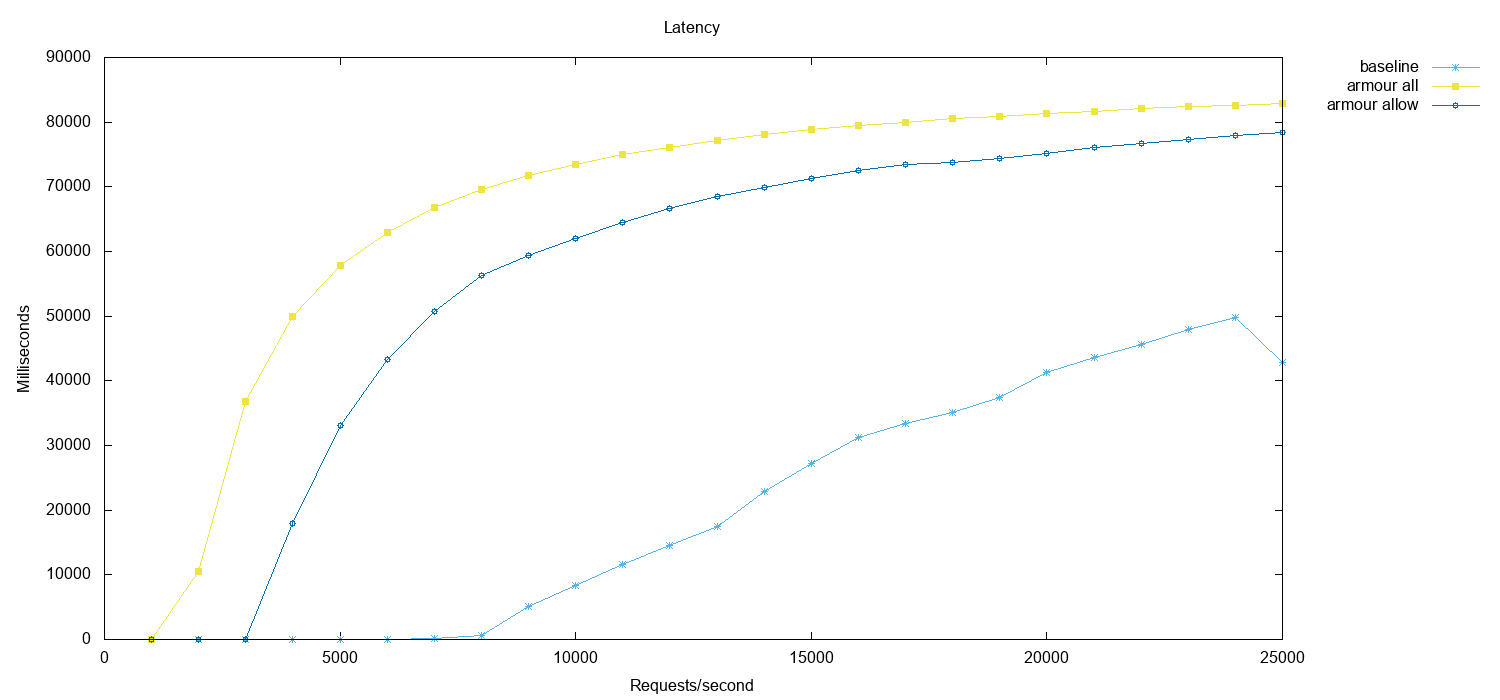 Latency
90000
80000
70000
60000
50000
40000
30000
20000
10000
0
Milliseconds
0 5000 10000 15000 20000 25000
Requests/second
baseline
armour all
armour allow